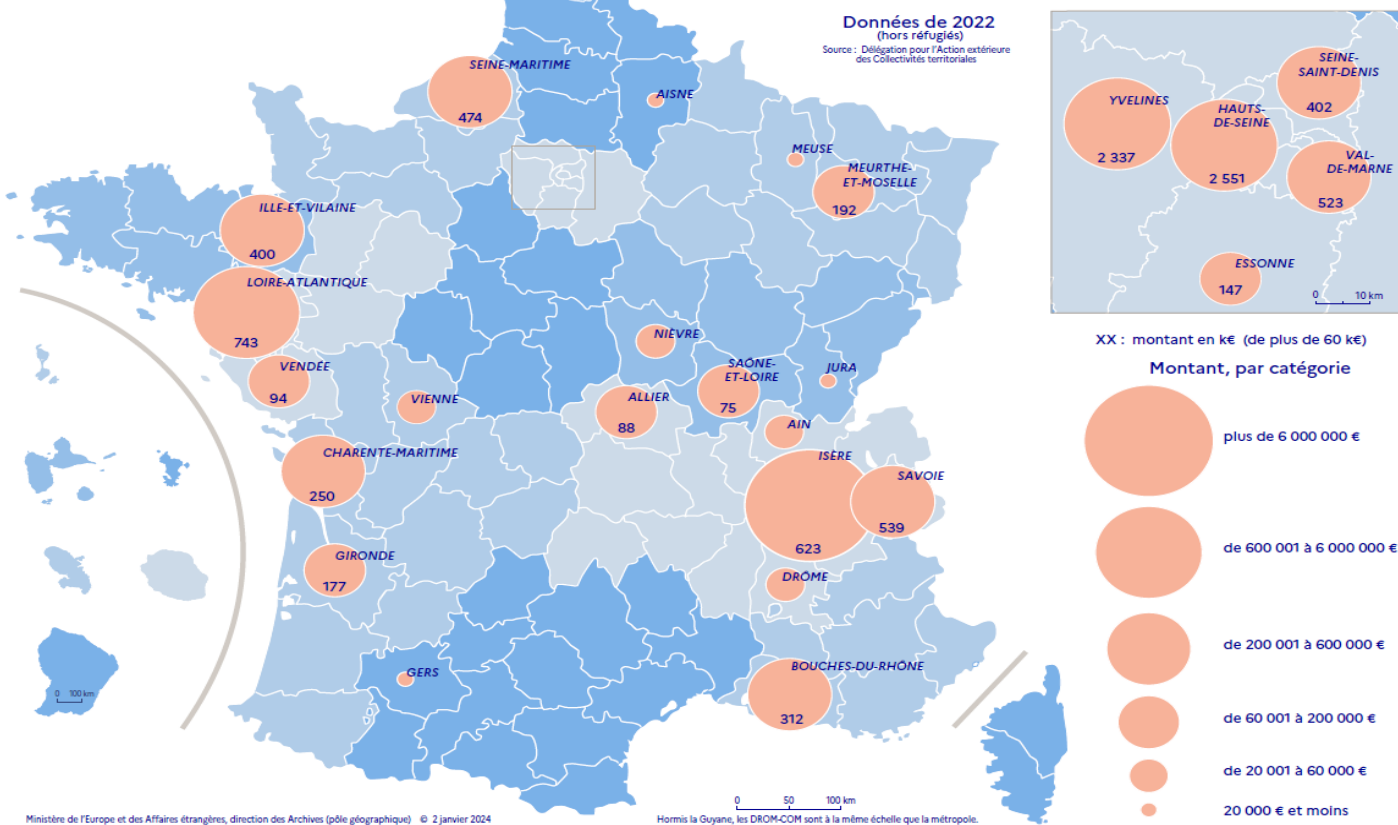 Données de 2022
(hors réfugiés)
Source : Délégation pour l'Action extérieure
des Collectivités territoriales
SEINE-MARITIME
474
AISNE
MEUSE
MEURTHE-
ET-MOSELLE
192
ILLE-ET-VILAINE
400
LOIRE-ATLANTIQUE
743
VENDÉE
94
VIENNE
NIÈVRE
SAÔNE-
ET-LOIRE
75
JURA
ALLIER
88
AIN
CHARENTE-MARITIME
250
ISÈRE
623
SAVOIE
539
GIRONDE
177
DRÔME
GERS
BOUCHES-DU-RHÔNE
312
0 100 km
0 50 100 km
YVELINES
2 337
HAUTS-
DE-SEINE
2 551
SEINE-
SAINT-DENIS
402
VAL-
DE-MARNE
523
ESSONNE
147
0 10 km
XX : montant en k€ (de plus de 60 k€)
Montant, par catégorie
plus de 6 000 000 €
de 600 001 à 6 000 000 €
de 200 001 à 600 000 €
de 60 001 à 200 000 €
de 20 001 à 60 000 €
20 000 € et moins
Ministère de l'Europe et des Affaires étrangères, direction des Archives (pôle géographique) © 2 janvier 2024
Hormis la Guyane, les DROM-COM sont à la même échelle que la métropole.